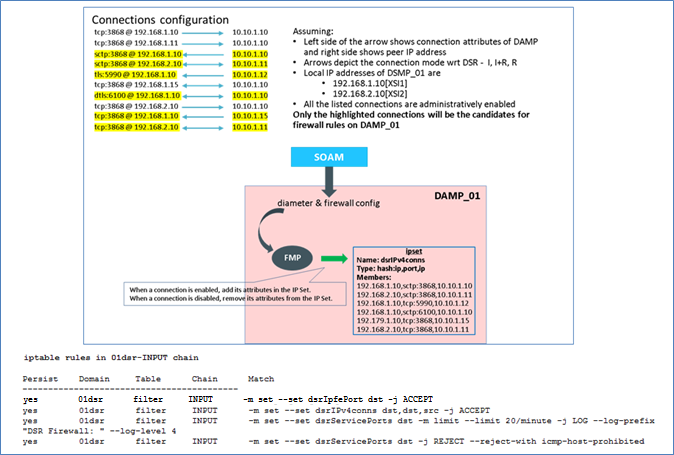 Connections configuration
tcp:3868 @ 192.168.1.10 10.10.1.10
tcp:3868 @ 192.168.1.10 10.10.1.10
sctp:3868 @ 192.168.1.10 10.10.1.10
sctp:3868 @ 192.168.2.10 10.10.1.11
tls:5990 @ 192.168.1.10 10.10.1.12
tcp:3868 @ 192.168.1.10 10.10.1.15
dtls:6100 @ 192.168.1.10 10.10.1.10
tcp:3868 @ 192.168.2.10 10.10.1.10
tcp:3868 @ 192.168.1.10 10.10.1.15
tcp:3868 @ 192.168.2.10 10.10.1.11
Assuming:
• Left side of the arrow shows connection attributes of DAMP
and right side shows peer IP address
• Arrows depict the connection mode wrt DSR - I, I+R, R
• Local IP addresses of DSMP_01 are
• 192.168.1.10[XSI1]
• 192.168.2.10[XSI2]
• All the listed connections are administratively enabled
Only the highlighted connections will be the candidates for
firewall rules on DAMP_01
SOAM
DAMP_01
diameter & firewall config
FMP
When a connection is enabled, add its attributes in the IP Set.
When a connection is disabled, remove its attributes from the IP Set.
ipset
Name: dsrIPv4conns
Type: hash:ip,port,ip
Members:
192.168.1.10,sctp:3868,10.10.1.10
192.168.2.10,sctp:3868,10.10.1.11
192.168.1.10,tcp:5990,10.10.1.12
192.168.1.10,sctp:6100,10.10.1.10
192.179.1.10,tcp:3868,10.10.1.15
192.168.2.10,tcp:3868,10.10.1.11
iptable rules in 01dsr-INPUT chain
Persist Domain Table Chain Match
------------------------------
yes 01dsr filter INPUT -m set --set dsrIpfePort dst -j ACCEPT
yes 01dsr filter INPUT -m set --set dsrIPv4conns dst,dst,src -j ACCEPT
yes 01dsr filter INPUT -m set --set dsrServicePorts dst -m limit --limit 20/minute -j LOG --log-prefix
"DSR Firewall: " --log-level 4
yes 01dsr filter INPUT -m set --set dsrServicePorts dst -j REJECT --reject-with icmp-host-prohibited